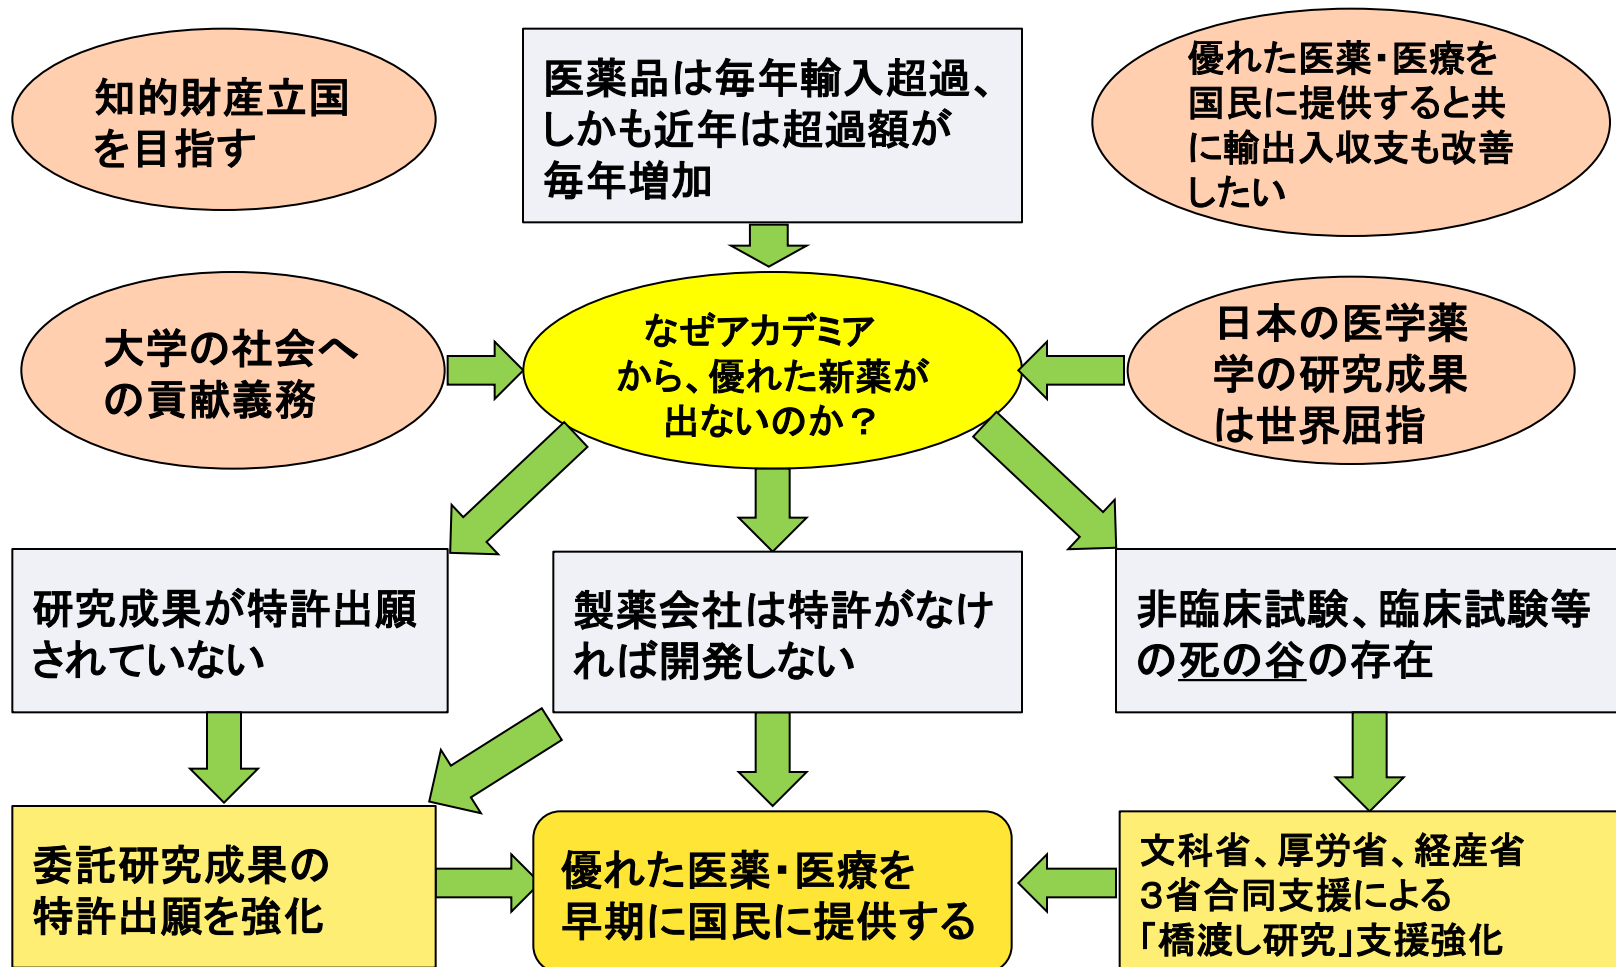 知的財産立国
を目指す
医薬品は毎年輸入超過、
しかも近年は超過額が
毎年増加
優れた医薬・医療を
国民に提供すると共
に輸出入収支も改善
したい
大学の社会へ
の貢献義務
なぜアカデミア
から、優れた新薬が
出ないのか？
日本の医学薬
学の研究成果
は世界屈指
研究成果が特許出願
されていない
製薬会社は特許がなけ
れば開発しない
非臨床試験、臨床試験等
の死の谷の存在
委託研究成果の
特許出願を強化
優れた医薬・医療を
早期に国民に提供する
文科省、厚労省、経産省
３省合同支援による
「橋渡し研究」支援強化